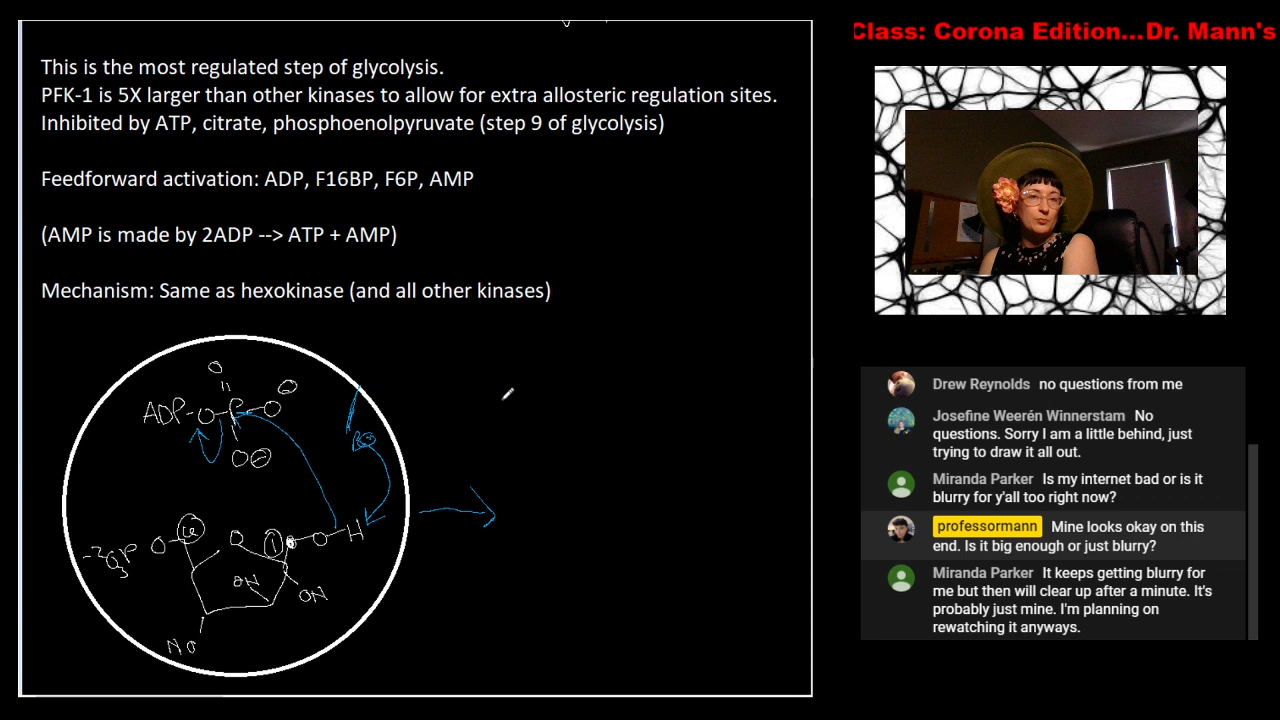 Class: Corona Edition...Dr. Mann's
This is the most regulated step of glycolysis.
PFK-1 is 5X larger than other kinases to allow for extra allosteric regulation sites.
Inhibited by ATP, citrate, phosphoenolpyruvate (step 9 of glycolysis)
Feedforward activation: ADP, F16BP, F6P, AMP
(AMP is made by 2ADP --> ATP + AMP)
Mechanism: Same as hexokinase (and all other kinases)
O
ADP-O-P-O
O
O-H
O
OH
OH
HO
Drew Reynolds no questions from me
Josefine Weerén Winnerstam No
questions. Sorry I am a little behind, just
trying to draw it all out.
Miranda Parker Is my internet bad or is it
blurry for y'all too right now?
professormann Mine looks okay on this
end. Is it big enough or just blurry?
Miranda Parker It keeps getting blurry for
me but then will clear up after a minute. It's
probably just mine. I'm planning on
rewatching it anyways.